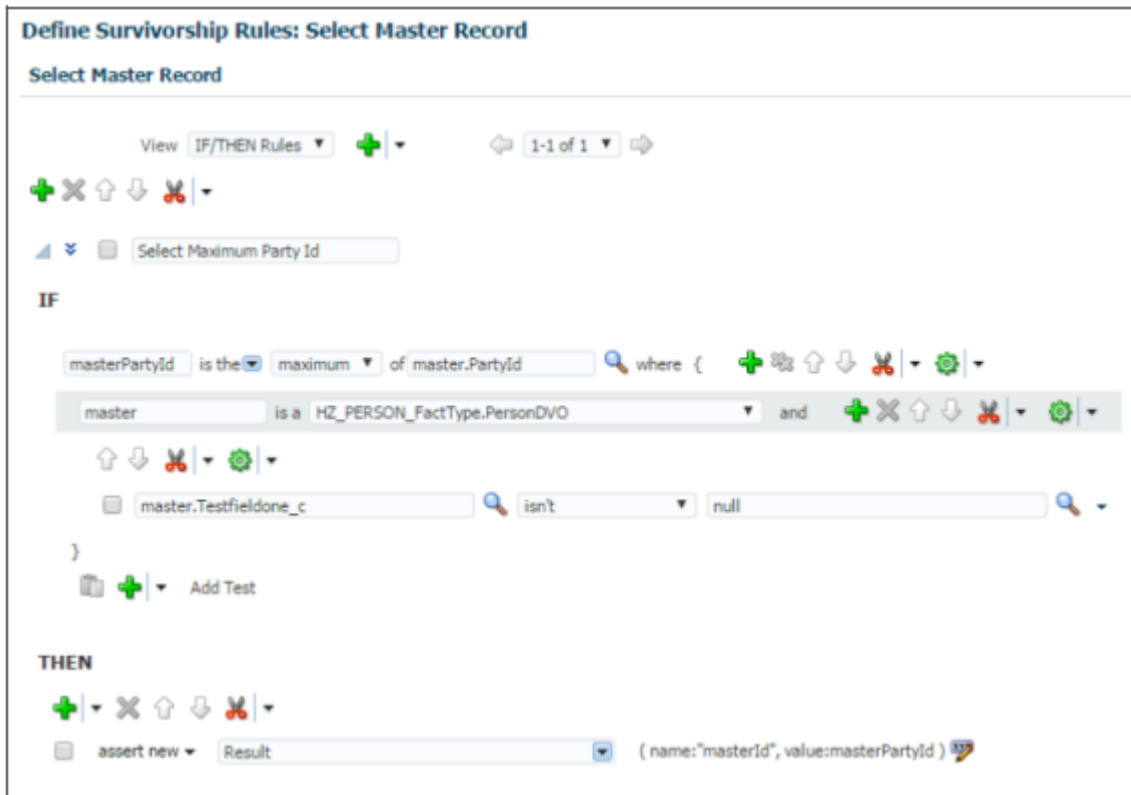 Define Survivorship Rules: Select Master Record
Select Master Record
View IF/THEN Rules 1-1 of 1
Select Maximum Party Id
IF
masterPartyId is the maximum of master.PartyId where {
master is a HZ_PERSON_FactType.PersonDVO and
master.Testfieldone_c isn't null
}
Add Test
THEN
assert new Result ( name:"masterId", value:masterPartyId )